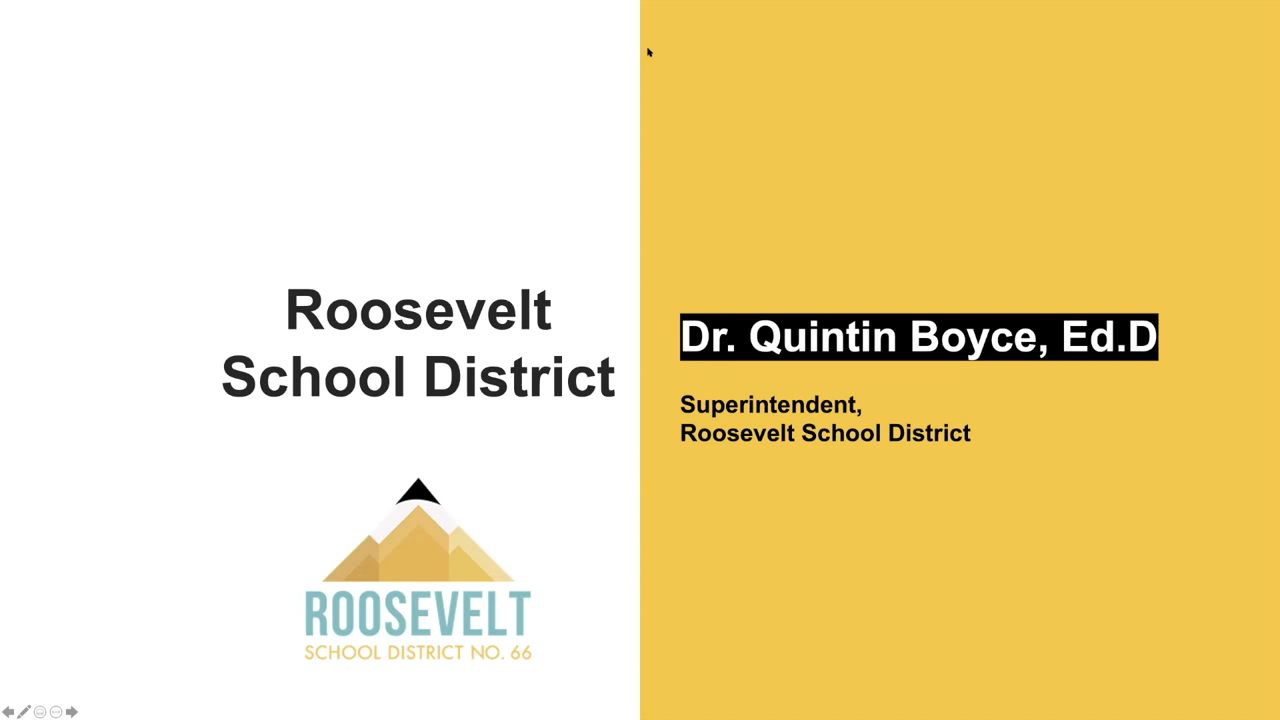 Roosevelt
School District
ROOSEVELT
SCHOOL DISTRICT NO. 66
Dr. Quintin Boyce, Ed.D
Superintendent,
Roosevelt School District